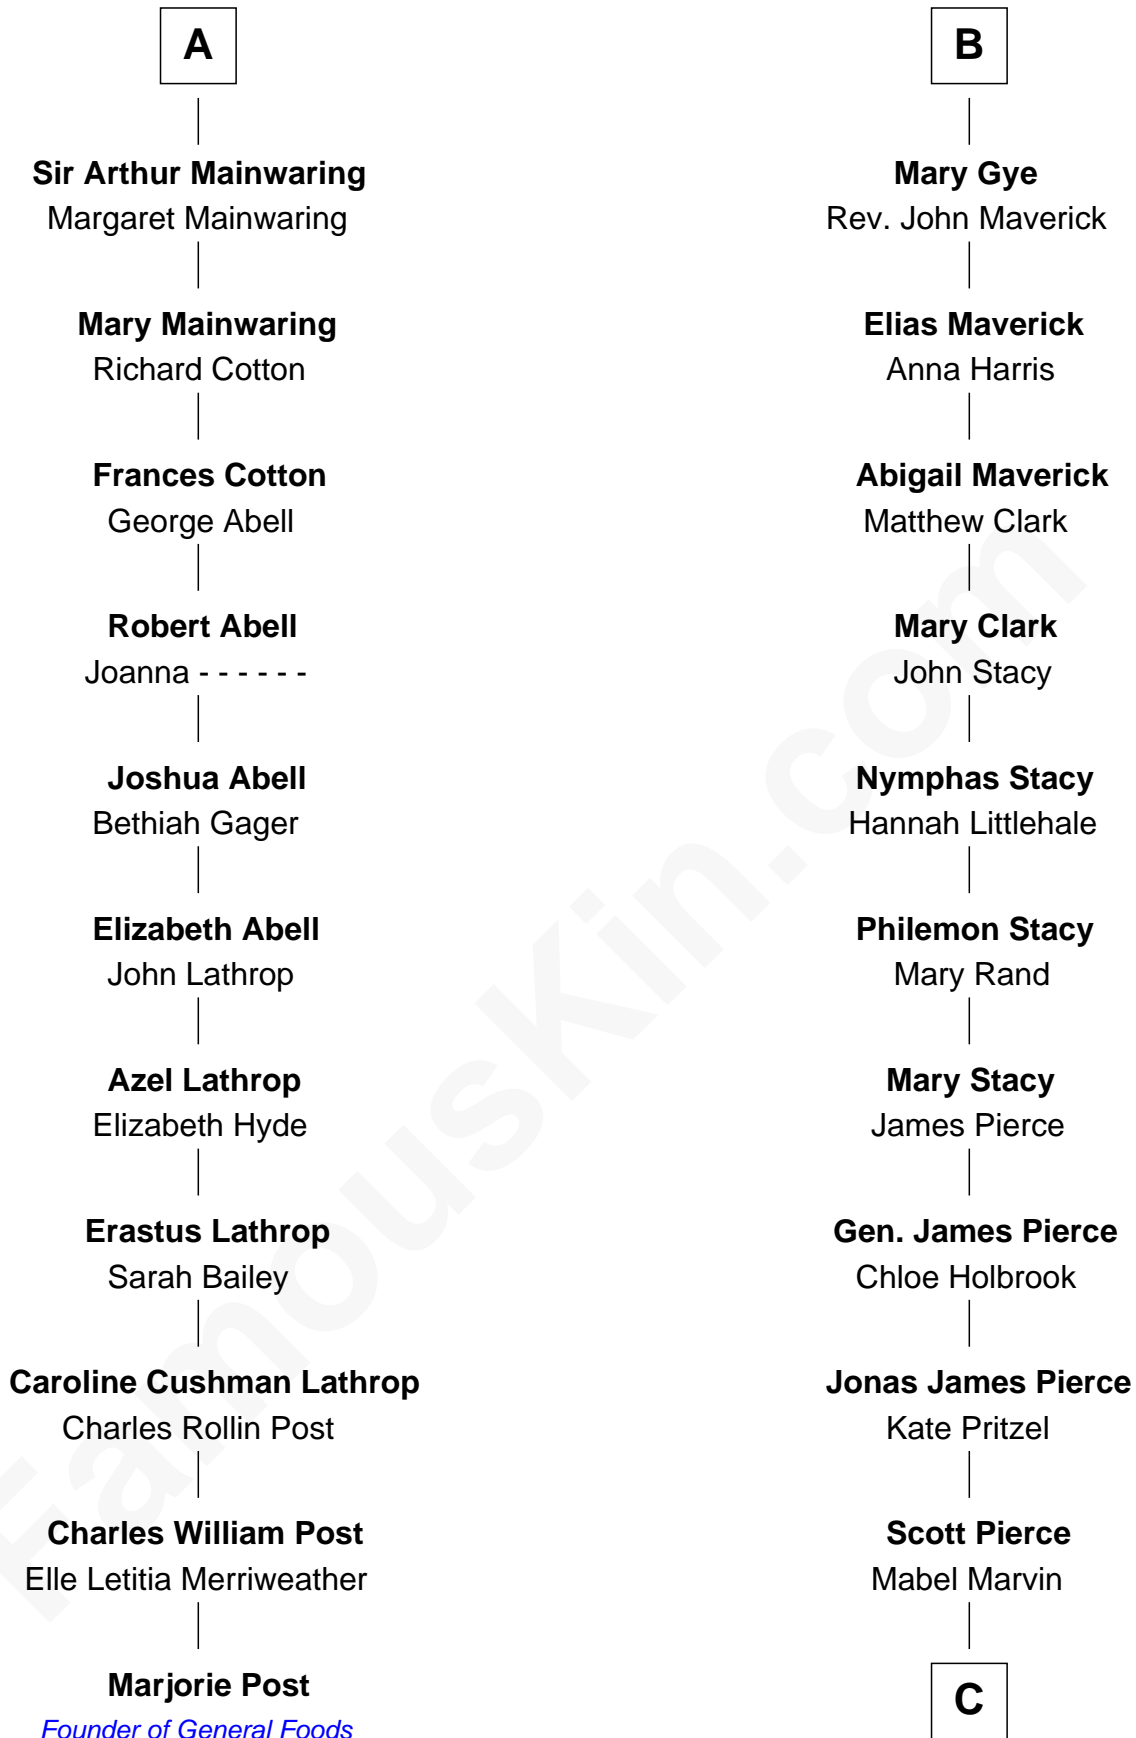 A
Sir Arthur Mainwaring
Margaret Mainwaring
Mary Mainwaring
Richard Cotton
Frances Cotton
George Abell
Robert Abell
Joanna - - - - - -
Joshua Abell
Bethiah Gager
Elizabeth Abell
John Lathrop
Azel Lathrop
Elizabeth Hyde
Erastus Lathrop
Sarah Bailey
Caroline Cushman Lathrop
Charles Rollin Post
Charles William Post
Elle Letitia Merriweather
Marjorie Post
Founder of General Foods
B
Mary Gye
Rev. John Maverick
Elias Maverick
Anna Harris
Abigail Maverick
Matthew Clark
Mary Clark
John Stacy
Nymphas Stacy
Hannah Littlehale
Philemon Stacy
Mary Rand
Mary Stacy
James Pierce
Gen. James Pierce
Chloe Holbrook
Jonas James Pierce
Kate Pritzel
Scott Pierce
Mabel Marvin
C
FamousKin.com